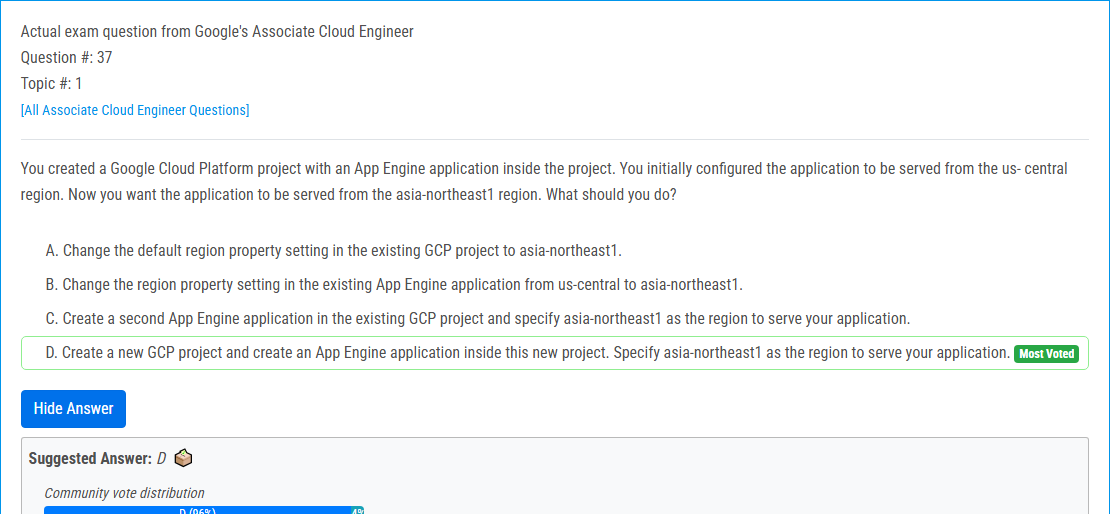 Actual exam question from Google's Associate Cloud Engineer
Question #: 37
Topic #: 1
[All Associate Cloud Engineer Questions]
You created a Google Cloud Platform project with an App Engine application inside the project. You initially configured the application to be served from the us- central
region. Now you want the application to be served from the asia-northeast1 region. What should you do?
A. Change the default region property setting in the existing GCP project to asia-northeast1.
B. Change the region property setting in the existing App Engine application from us-central to asia-northeast1.
C. Create a second App Engine application in the existing GCP project and specify asia-northeast1 as the region to serve your application.
D. Create a new GCP project and create an App Engine application inside this new project. Specify asia-northeast1 as the region to serve your application. Most Voted
Hide Answer
Suggested Answer: D
Community vote distribution
D (96%) 4%